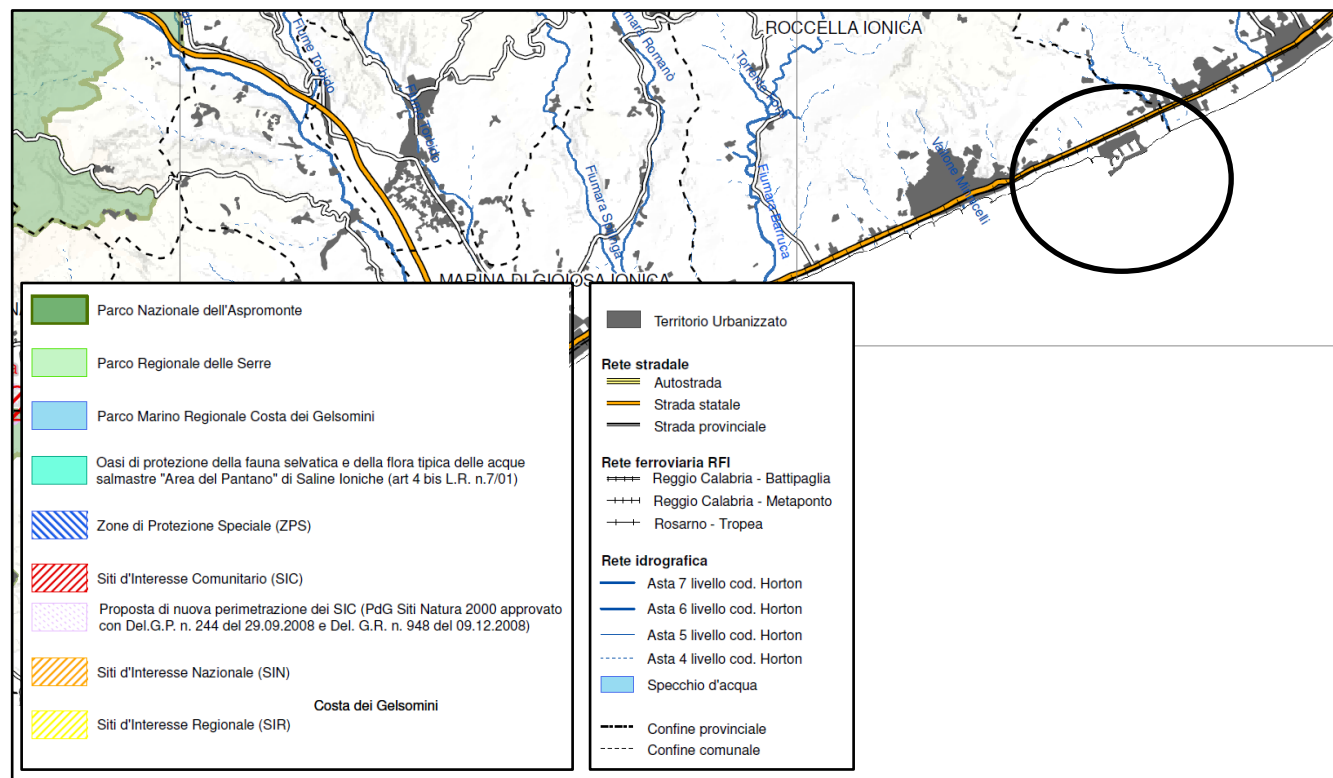 ROCCELLA IONICA
Fiume Torbido
Fiume Torbido
Fiumara Siringa
Fiumara Barruca
MARINA DI GIOIOSA IONICA
Parco Nazionale dell'Aspromonte
Parco Regionale delle Serre
Parco Marino Regionale Costa dei Gelsomini
Oasi di protezione della fauna selvatica e della flora tipica delle acque
salmastre "Area del Pantano" di Saline Ioniche (art 4 bis L.R. n.7/01)
Zone di Protezione Speciale (ZPS)
Siti d'Interesse Comunitario (SIC)
Proposta di nuova perimetrazione dei SIC (PdG Siti Natura 2000 approvato
con Del.G.P. n. 244 del 29.09.2008 e Del. G.R. n. 948 del 09.12.2008)
Siti d'Interesse Nazionale (SIN)
Costa dei Gelsomini
Siti d'Interesse Regionale (SIR)
Territorio Urbanizzato
Rete stradale
Autostrada
Strada statale
Strada provinciale
Rete ferroviaria RFI
Reggio Calabria - Battipaglia
Reggio Calabria - Metaponto
Rosarno - Tropea
Rete idrografica
Asta 7 livello cod. Horton
Asta 6 livello cod. Horton
Asta 5 livello cod. Horton
Asta 4 livello cod. Horton
Specchio d'acqua
Confine provinciale
Confine comunale